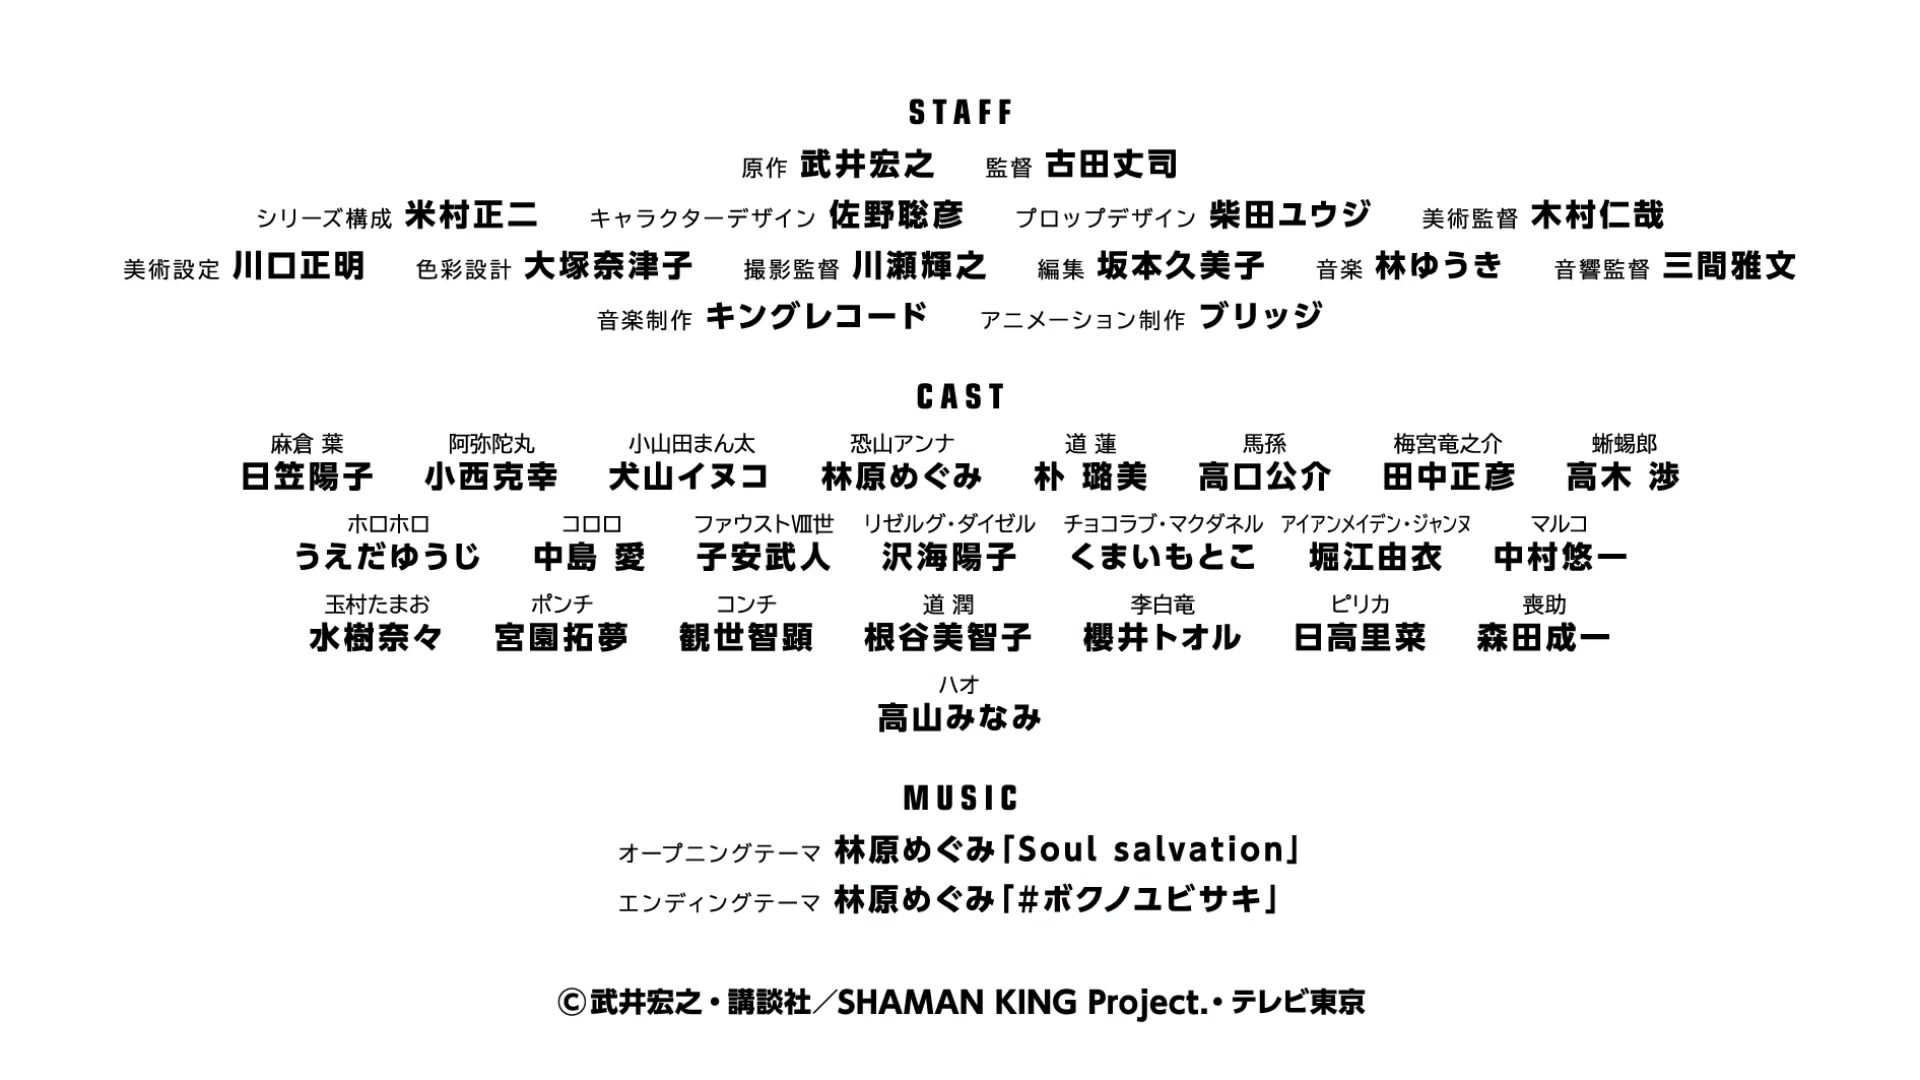 STAFF
原作 武井宏之 監督 古田丈司
シリーズ構成 米村正二 キャラクターデザイン 佐野聡彦 プロップデザイン 柴田ユウジ 美術監督 木村仁哉
美術設定 川口正明 色彩設計 大塚奈津子 撮影監督 川瀬輝之 編集 坂本久美子 音楽 林ゆうき 音響監督 三間雅文
音楽制作 キングレコード アニメーション制作 ブリッジ
CAST
麻倉 葉 阿弥陀丸 小山田まん太 恐山アンナ 道 蓮 馬孫 梅宮竜之介 蜥蜴郎
日笠陽子 小西克幸 犬山イヌコ 林原めぐみ 朴 璐美 高口公介 田中正彦 高木 渉
ホロホロ コロロ ファウストⅧ世 リゼルグ・ダイゼル チョコラブ・マクダネル アイアンメイデン・ジャンヌ マルコ
うえだゆうじ 中島 愛 子安武人 沢海陽子 くまいもとこ 堀江由衣 中村悠一
玉村たまお ポンチ コンチ 道 潤 李白竜 ピリカ 喪助
水樹奈々 宮園拓夢 観世智顕 根谷美智子 櫻井トオル 日高里菜 森田成一
ハオ
高山みなみ
MUSIC
オープニングテーマ 林原めぐみ「Soul salvation」
エンディングテーマ 林原めぐみ「#ボクノユビサキ」
©武井宏之・講談社／SHAMAN KING Project.・テレビ東京